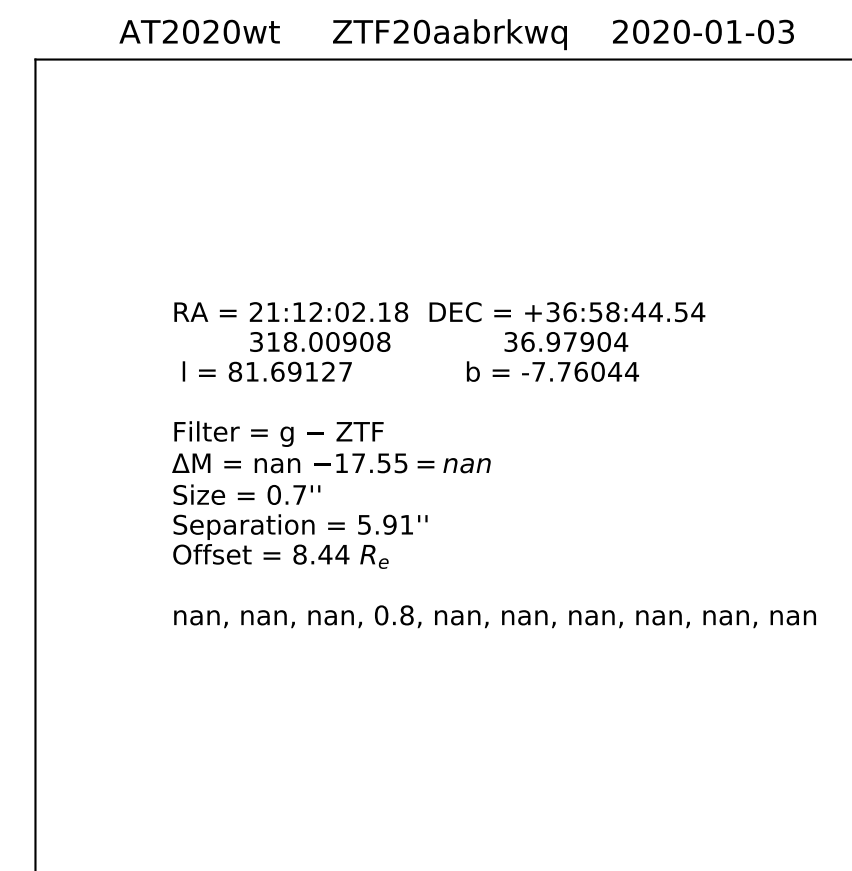 AT2020wt ZTF20aabrkwq 2020-01-03
RA = 21:12:02.18 DEC = +36:58:44.54
318.00908 36.97904
l = 81.69127 b = -7.76044
Filter = g − ZTF
ΔM = nan −17.55 = nan
Size = 0.7''
Separation = 5.91''
Offset = 8.44 Re
nan, nan, nan, 0.8, nan, nan, nan, nan, nan, nan